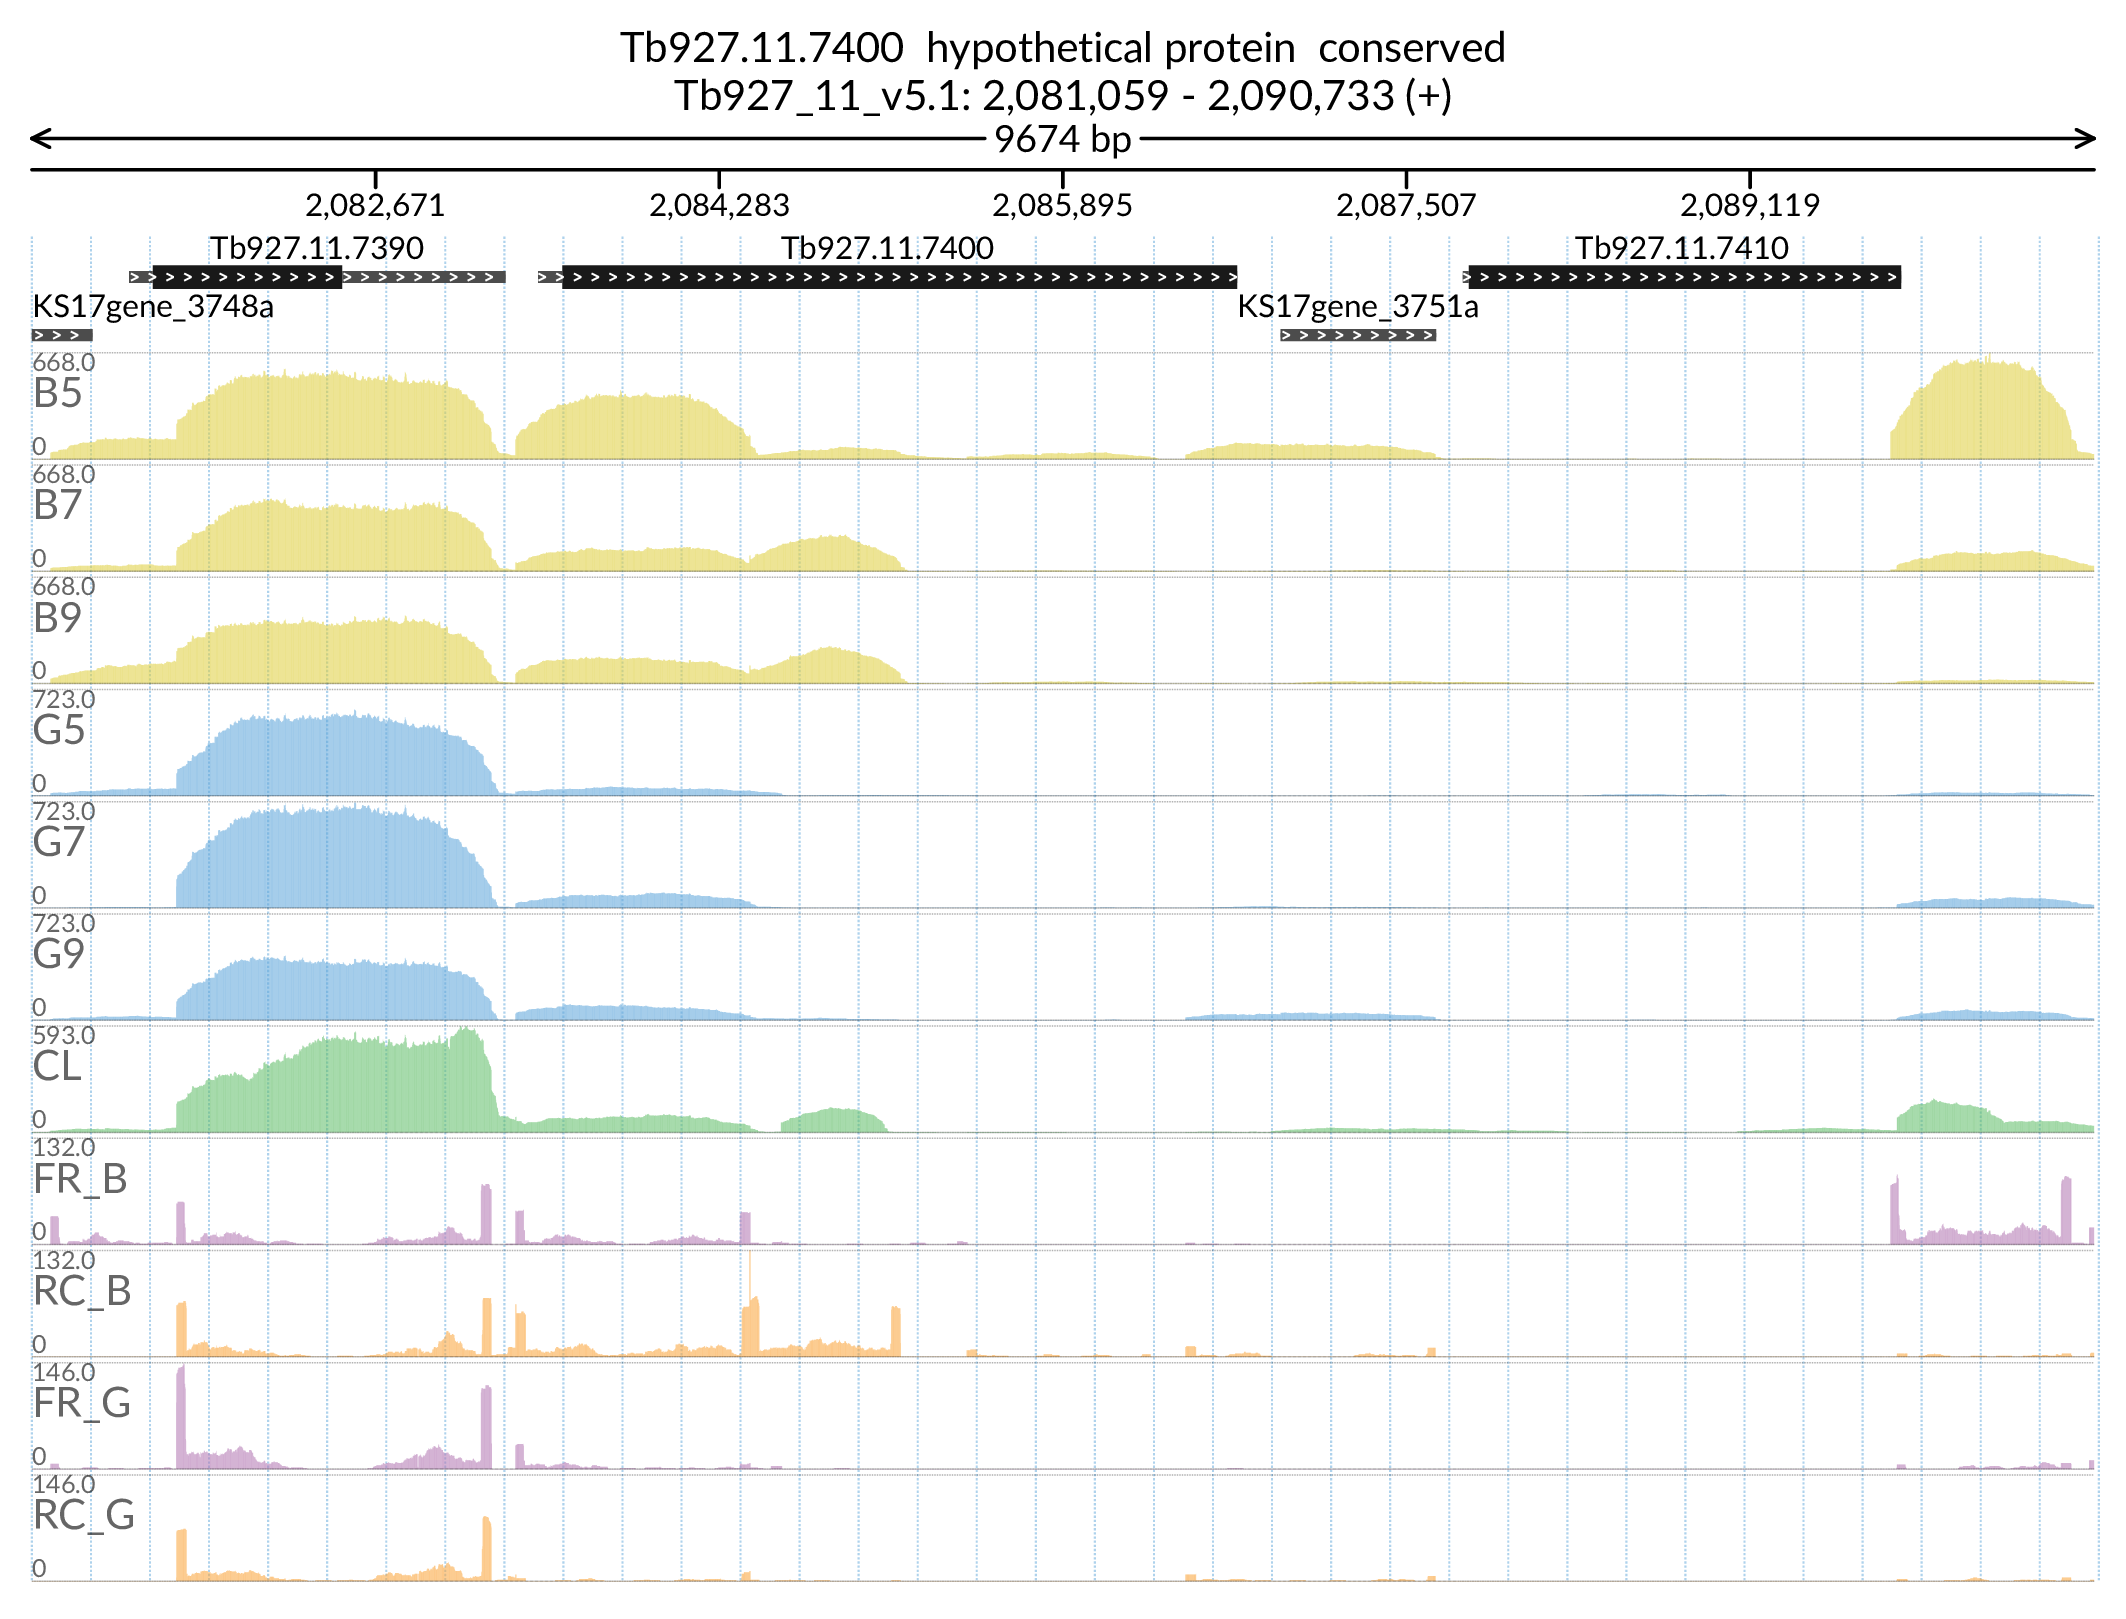 Tb927.11.7400  hypothetical protein  conserved
Tb927_11_v5.1: 2,081,059 - 2,090,733 (+)
9674 bp
2,082,671 2,084,283 2,085,895 2,087,507 2,089,119
Tb927.11.7390 Tb927.11.7400 Tb927.11.7410
KS17gene_3748a KS17gene_3751a
668.0
B5
0
668.0
B7
0
668.0
B9
0
723.0
G5
0
723.0
G7
0
723.0
G9
0
593.0
CL
0
132.0
FR_B
0
132.0
RC_B
0
146.0
FR_G
0
146.0
RC_G
0